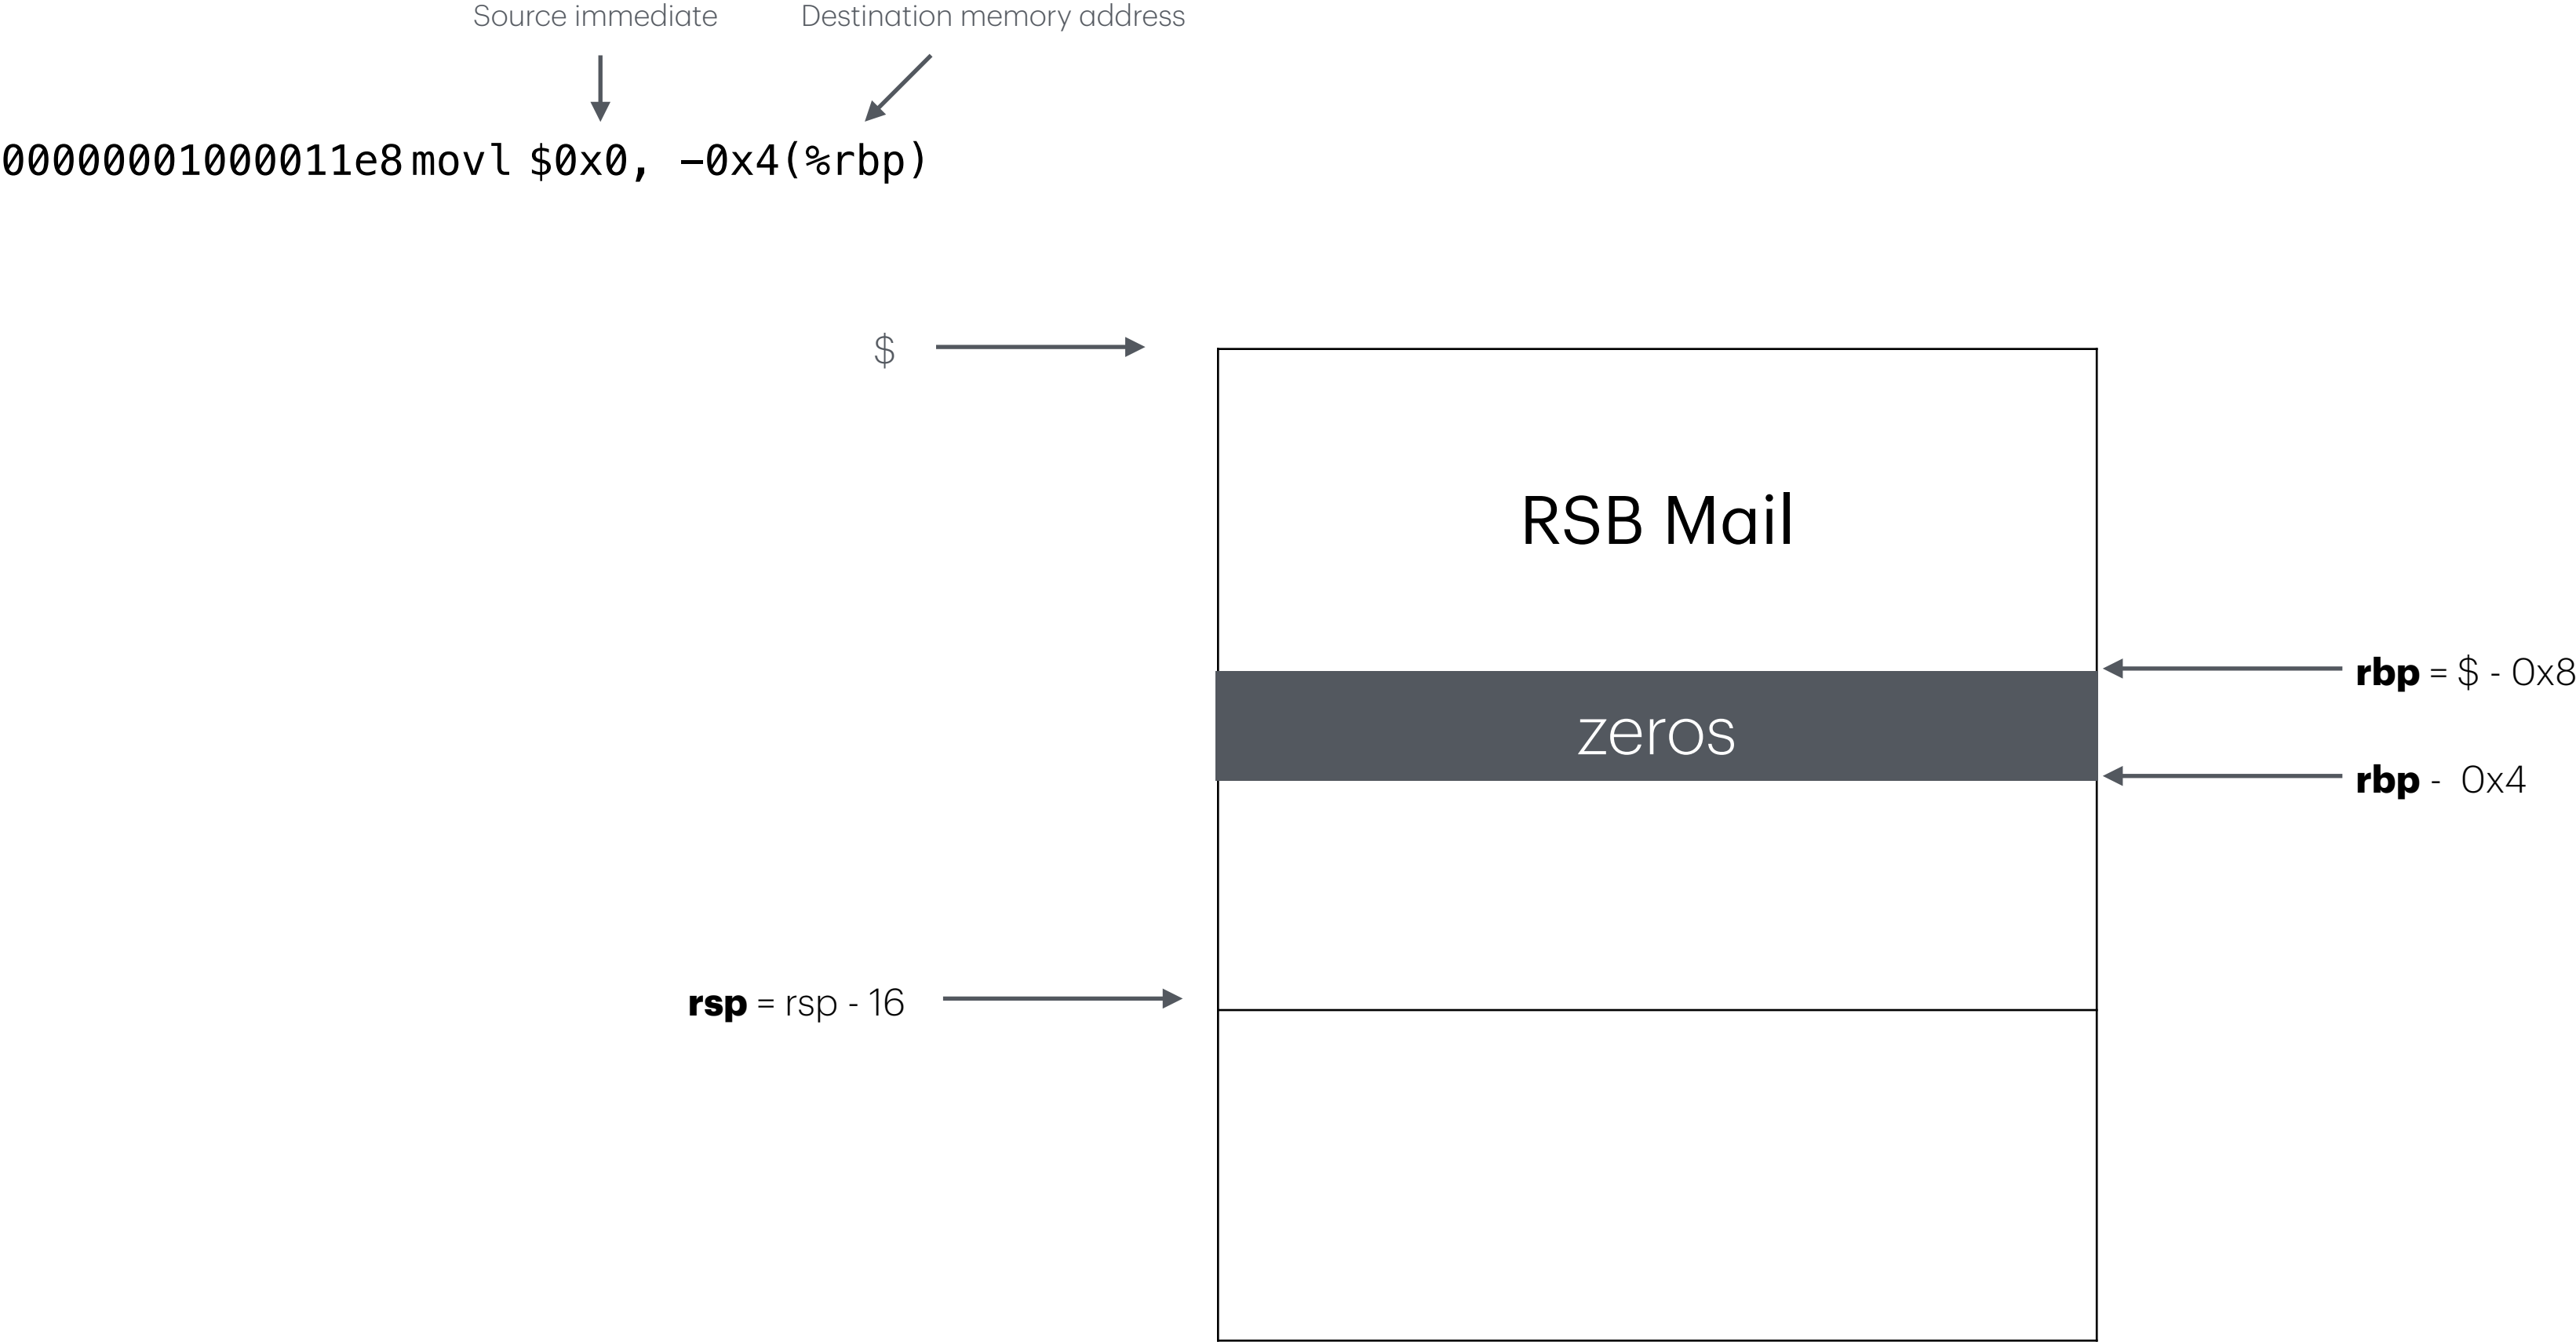 Source immediate
Destination memory address
00000001000011e8 movl $0x0, -0x4(%rbp)
$
RSB Mail
rbp = $ - 0x8
zeros
rbp - 0x4
rsp = rsp - 16